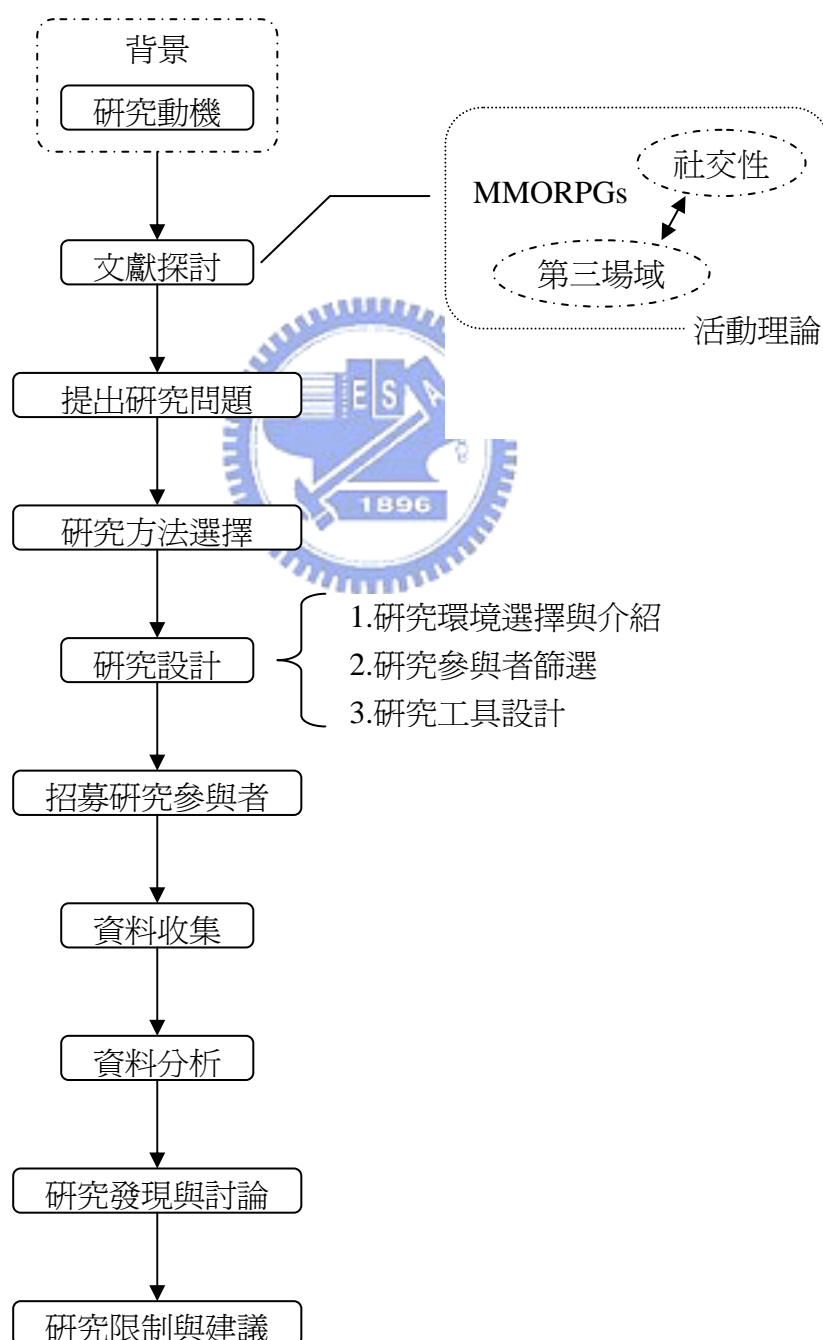 背景
研究動機
文獻探討
MMORPGs
社交性
第三場域
活動理論
提出研究問題
ES
1896
研究方法選擇
研究設計
1.研究環境選擇與介紹
2.研究參與者篩選
3.研究工具設計
招募研究參與者
資料收集
資料分析
研究發現與討論
研究限制與建議